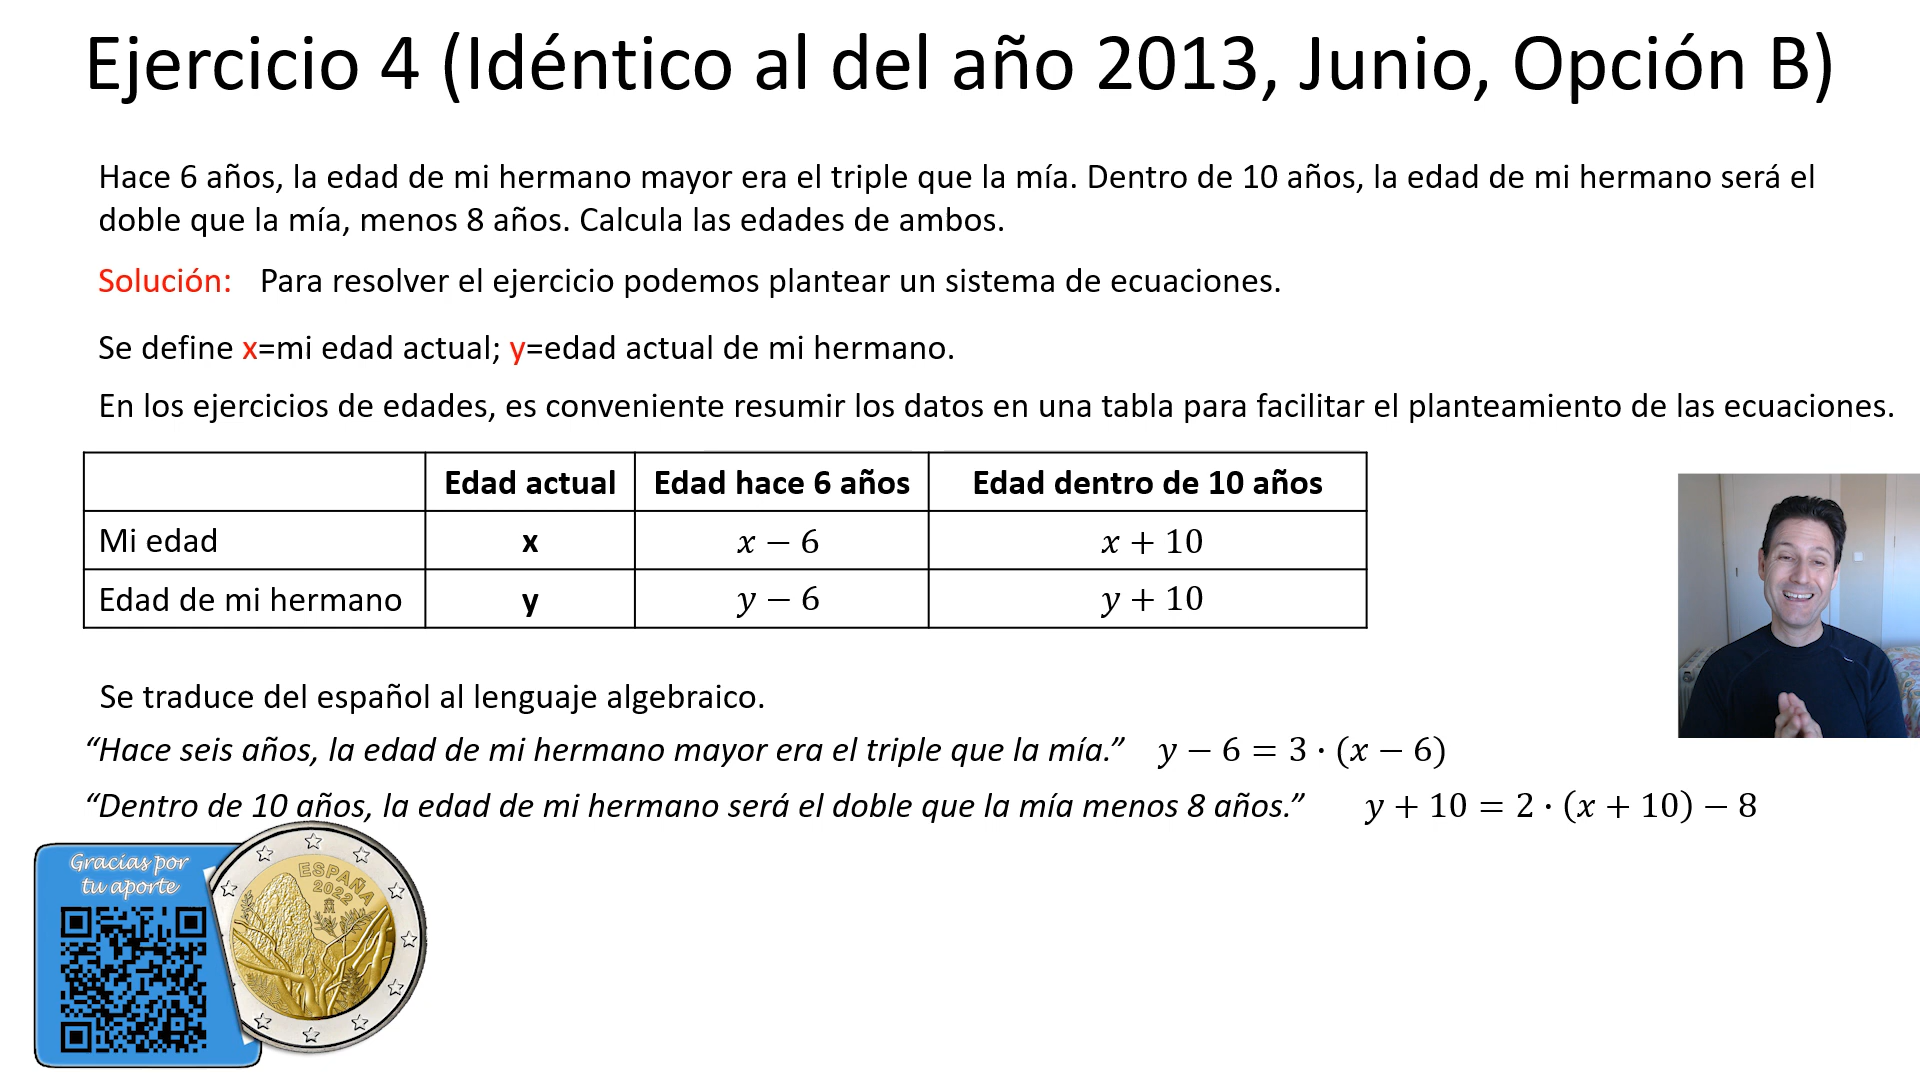 Ejercicio 4 (Idéntico al del año 2013, Junio, Opción B)
Hace 6 años, la edad de mi hermano mayor era el triple que la mía. Dentro de 10 años, la edad de mi hermano será el
doble que la mía, menos 8 años. Calcula las edades de ambos.
Solución: Para resolver el ejercicio podemos plantear un sistema de ecuaciones.
Se define x=mi edad actual; y=edad actual de mi hermano.
En los ejercicios de edades, es conveniente resumir los datos en una tabla para facilitar el planteamiento de las ecuaciones.
Edad actual Edad hace 6 años Edad dentro de 10 años
Mi edad x x − 6 x + 10
Edad de mi hermano y y − 6 y + 10
Se traduce del español al lenguaje algebraico.
“Hace seis años, la edad de mi hermano mayor era el triple que la mía.” y − 6 = 3 · (x − 6)
“Dentro de 10 años, la edad de mi hermano será el doble que la mía menos 8 años.” y + 10 = 2 · (x + 10) − 8
Gracias por
tu aporte
ESPAÑA
2022